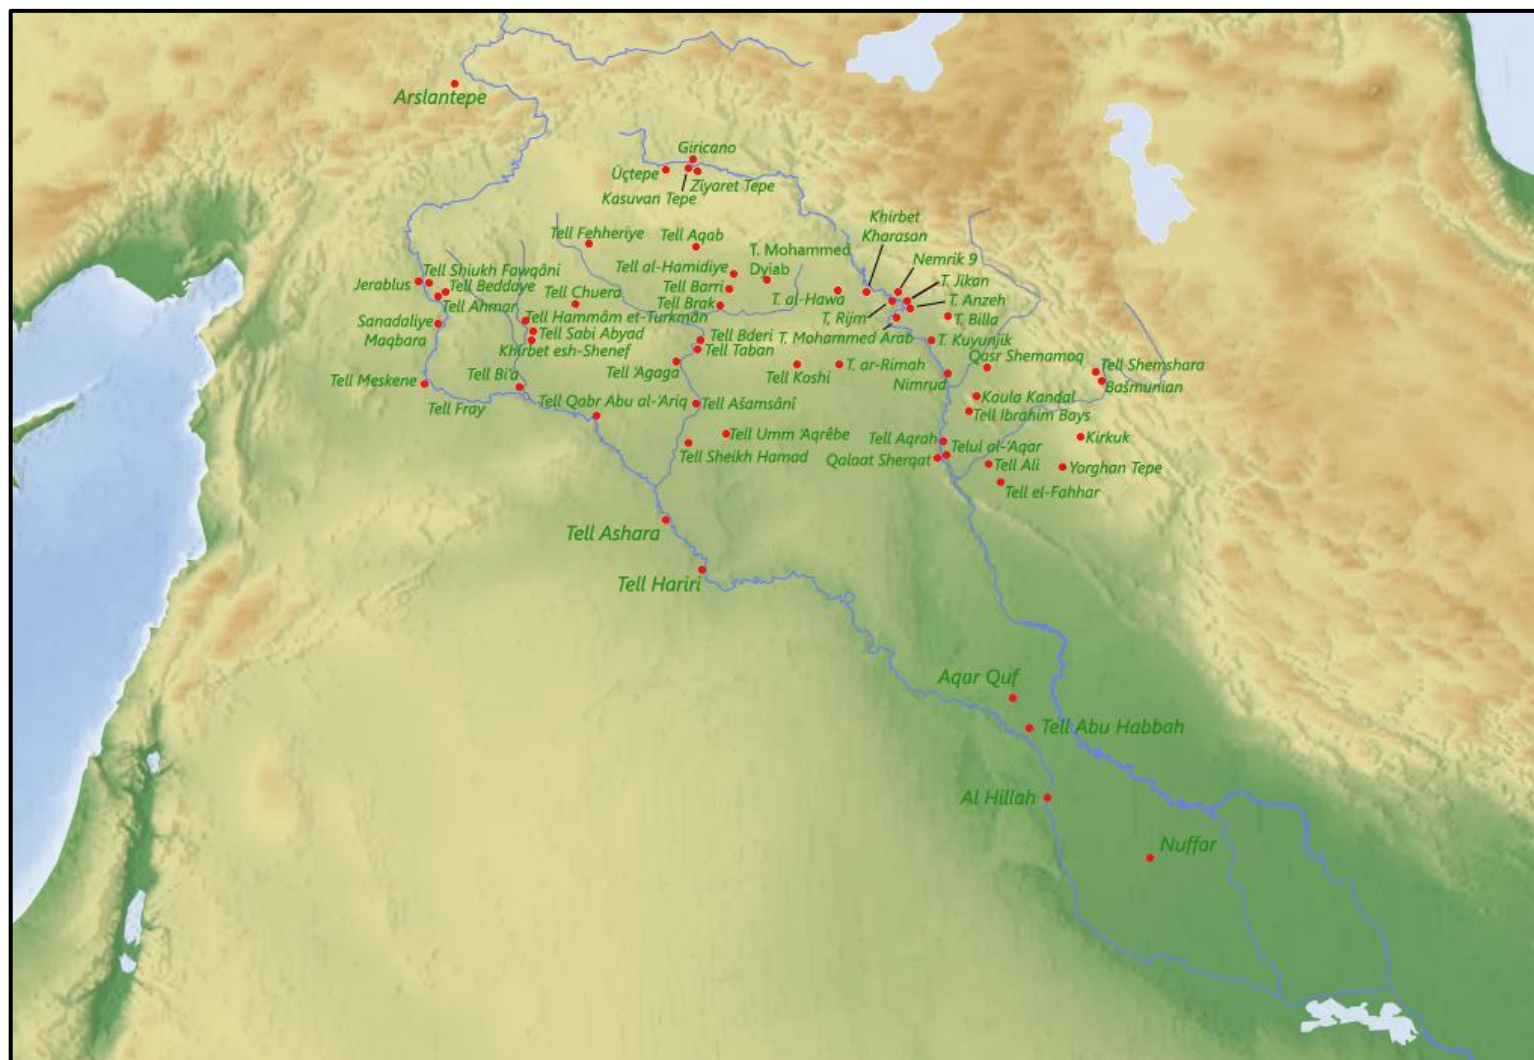 Arslantepe
Giricano
Üçtepe
Ziyaret Tepe
Kasuvan Tepe
Khirbet
Kharasan
Tell Fehheriye
Tell Aqab
T. Mohammed
Dyiab
Nemrik 9
Tell al-Hamidiye
T. Jikan
Tell Shiukh Fawqâni
Jerablus
Tell Beddaye
Tell Chuera
Tell Barri
T. al-Hawa
T. Anzeh
Tell Ahmar
Tell Brak
T. Rijm
T. Billa
Tell Hammâm et-Turkmân
Sanadaliye
Maqbara
Tell Sabi Abyad
Tell Bderi
T. Mohammed Arab
T. Kuyunjik
Khirbet esh-Shenef
Tell Taban
Qasr Shemamoq
Tell 'Agaga
Tell Koshi
T. ar-Rimah
Tell Shemshara
Tell Meskene
Tell Bi'a
Nimrud
Bašmunian
Tell Fray
Tell Qabr Abu al-'Ariq
Tell Ašamsânî
Kaula Kandal
Tell Ibrahim Bays
Tell Umm 'Aqrêbe
Tell Aqrah
Telul al-'Aqar
Kirkuk
Tell Sheikh Hamad
Qalaat Sherqat
Tell Ali
Yorghan Tepe
Tell el-Fahhar
Tell Ashara
Tell Hariri
Aqar Quf
Tell Abu Habbah
Al Hillah
Nuffar